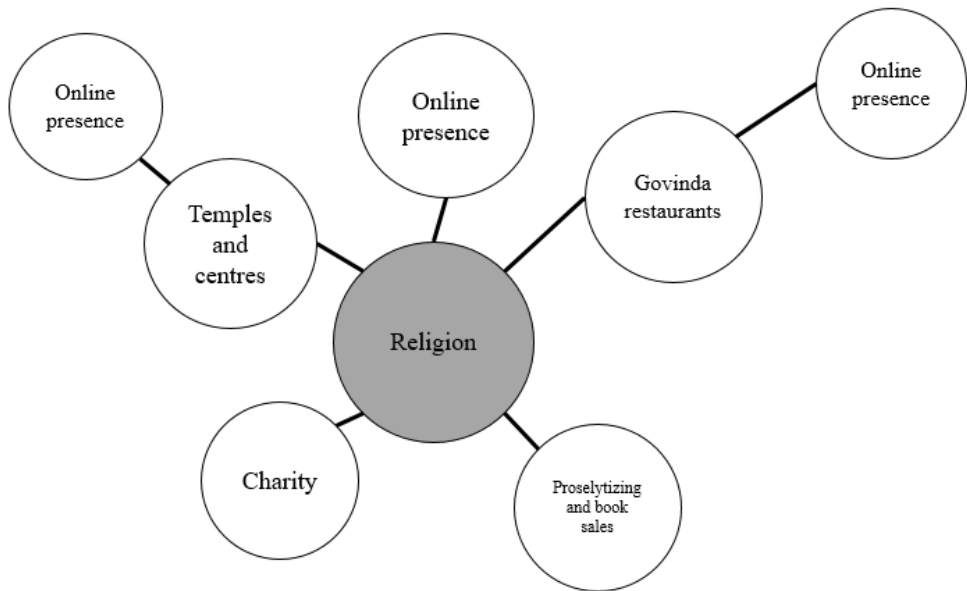 Online
presence
Online
presence
Online
presence
Temples
and
centres
Govinda
restaurants
Religion
Charity
Proselytizing
and book
sales